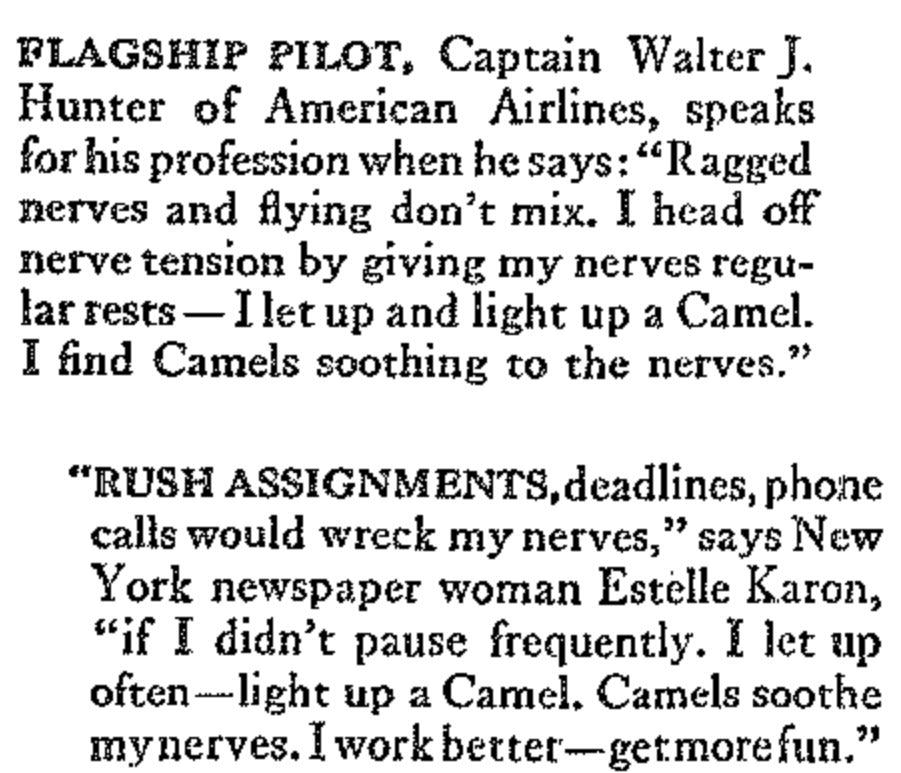 FLAGSHIP PILOT, Captain Walter J.
Hunter of American Airlines, speaks
for his profession when he says: “Ragged
nerves and flying don’t mix. I head off
nerve tension by giving my nerves regu-
lar rests—I let up and light up a Camel.
I find Camels soothing to the nerves.”
“RUSH ASSIGNMENTS, deadlines, phone
calls would wreck my nerves,” says New
York newspaper woman Estelle Karon,
“if I didn’t pause frequently. I let up
often—light up a Camel. Camels soothe
my nerves. I work better—get more fun.”